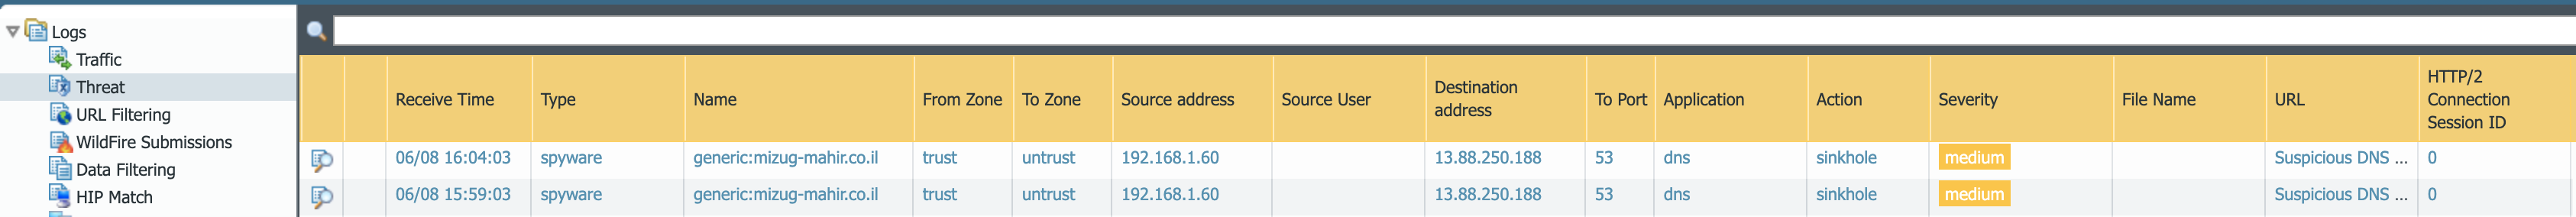 Logs
Traffic
Threat
URL Filtering
WildFire Submissions
Data Filtering
HIP Match
Receive Time Type Name From Zone To Zone Source address Source User Destination address To Port Application Action Severity File Name URL HTTP/2 Connection Session ID
06/08 16:04:03 spyware generic:mizug-mahir.co.il trust untrust 192.168.1.60 13.88.250.188 53 dns sinkhole medium Suspicious DNS ... 0
06/08 15:59:03 spyware generic:mizug-mahir.co.il trust untrust 192.168.1.60 13.88.250.188 53 dns sinkhole medium Suspicious DNS ... 0